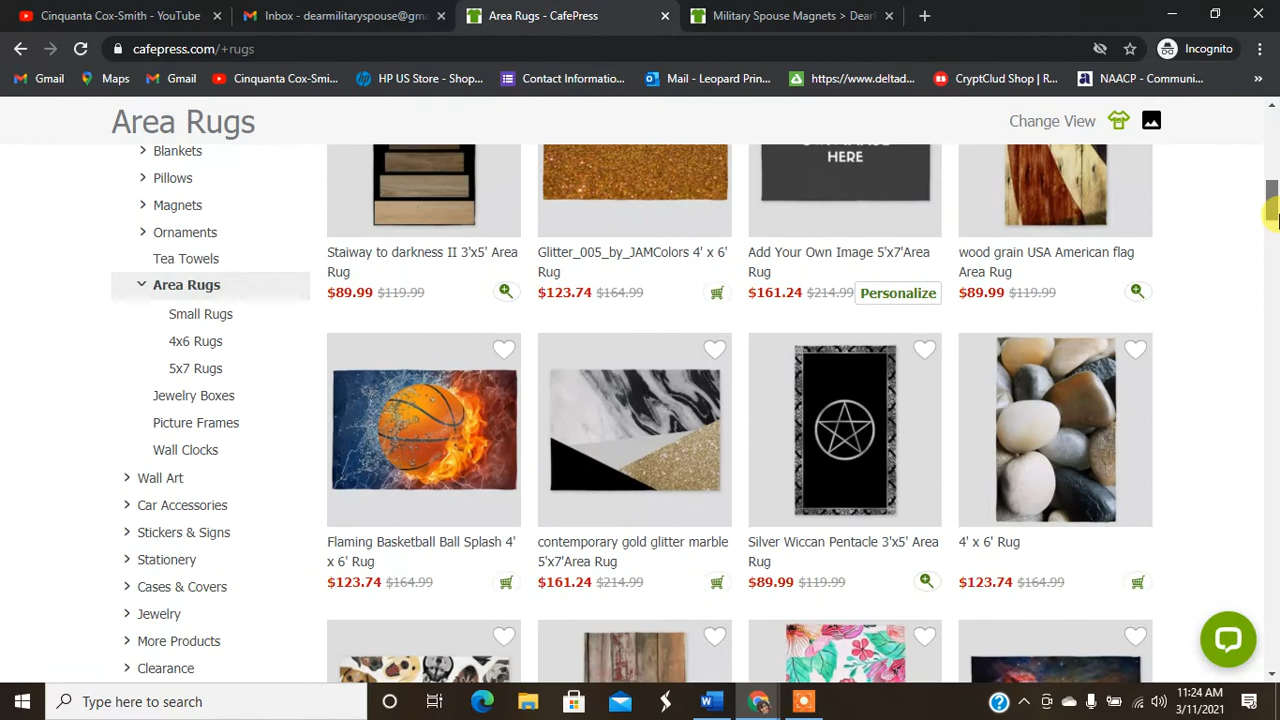 Cinquanta Cox-Smith - YouTube
Inbox - dearmilitaryspouse@gma
Area Rugs - CafePress
Military Spouse Magnets > Dear
cafepress.com/+rugs
Incognito
Gmail
Maps
Gmail
Cinquanta Cox-Smi...
HP US Store - Shop...
Contact Informatio...
Mail - Leopard Prin...
https://www.deltad...
CryptClud Shop | R...
NAACP - Communi...
Area Rugs
Change View
Blankets
Pillows
Magnets
Ornaments
Tea Towels
Area Rugs
Small Rugs
4x6 Rugs
5x7 Rugs
Jewelry Boxes
Picture Frames
Wall Clocks
Wall Art
Car Accessories
Stickers & Signs
Stationery
Cases & Covers
Jewelry
More Products
Clearance
HERE
Staiway to darkness II 3'x5' Area
Rug
$89.99 $119.99
Glitter_005_by_JAMColors 4' x 6'
Rug
$123.74 $164.99
Add Your Own Image 5'x7'Area
Rug
$161.24 $214.99 Personalize
wood grain USA American flag
Area Rug
$89.99 $119.99
Flaming Basketball Ball Splash 4'
x 6' Rug
$123.74 $164.99
contemporary gold glitter marble
5'x7'Area Rug
$161.24 $214.99
Silver Wiccan Pentacle 3'x5' Area
Rug
$89.99 $119.99
4' x 6' Rug
$123.74 $164.99
Type here to search
11:24 AM
3/11/2021